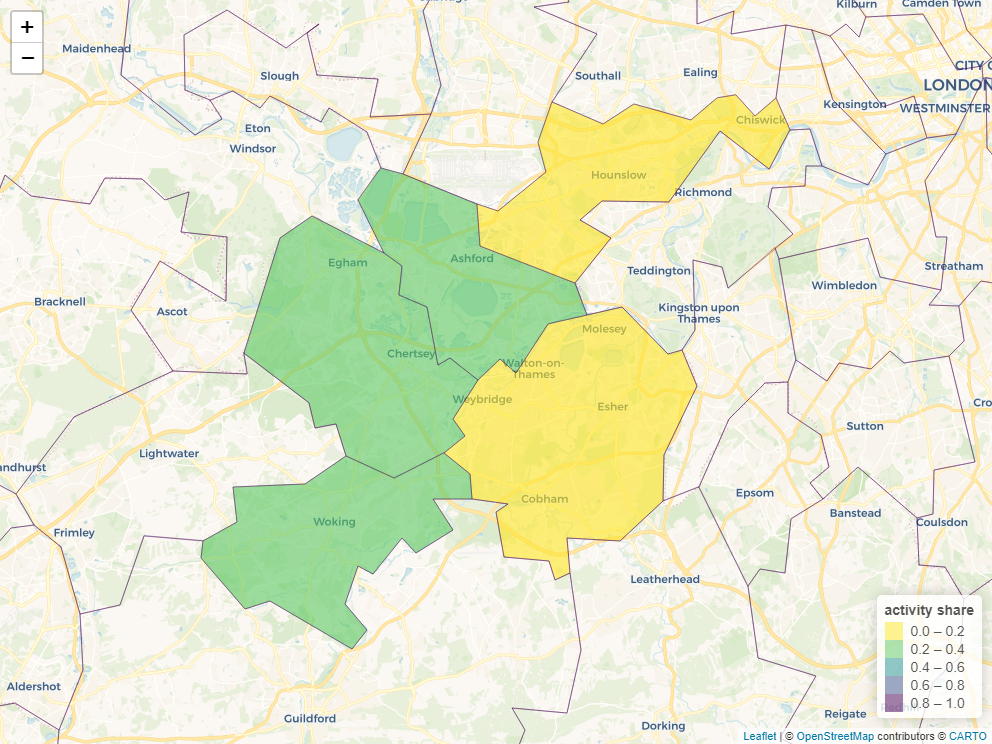 Kilburn
Camden Town
+
−
Maidenhead
Slough
Southall
Ealing
CITY
LONDON
Kensington
WESTMINSTER
Chiswick
Eton
Windsor
Hounslow
Richmond
Egham
Ashford
Teddington
Streatham
Wimbledon
Bracknell
Ascot
Kingston upon
Thames
Molesey
Chertsey
Walton-on-
Thames
Weybridge
Esher
Cro
Sutton
Lightwater
andhurst
Cobham
Epsom
Banstead
Coulsdon
Woking
Frimley
Leatherhead
activity share
0.0 – 0.2
0.2 – 0.4
0.4 – 0.6
0.6 – 0.8
0.8 – 1.0
Aldershot
Guildford
Reigate
Dorking
Leaflet | © OpenStreetMap contributors © CARTO